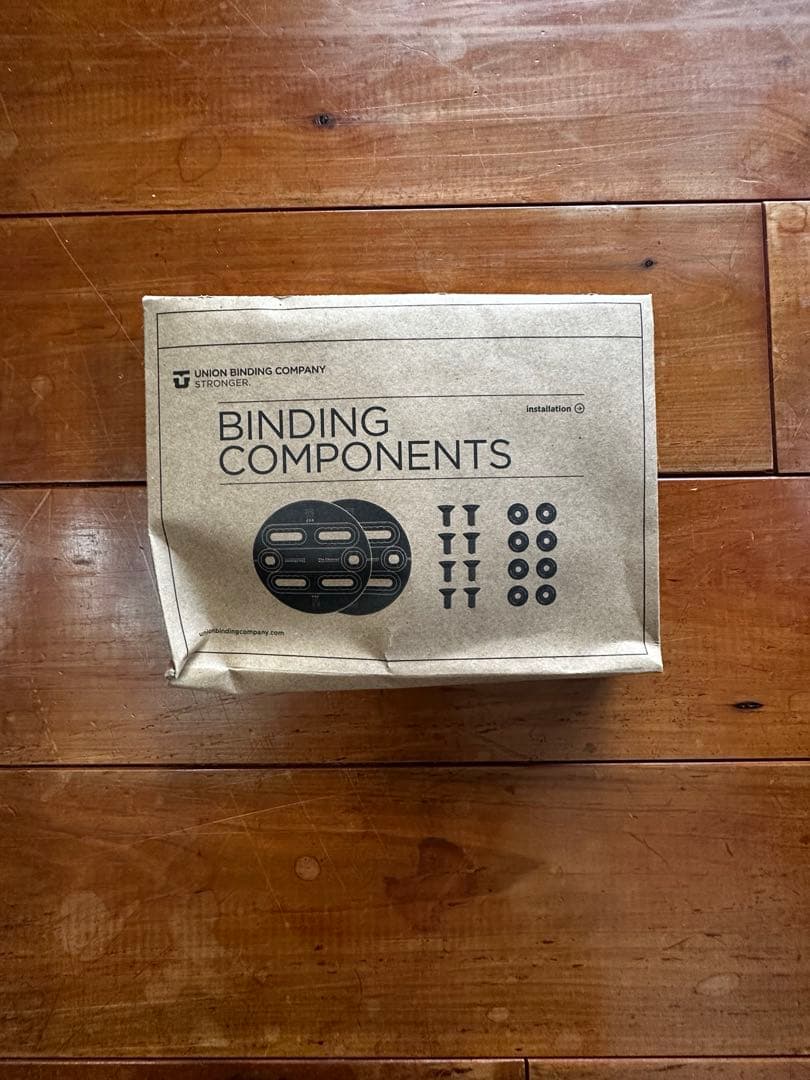 UNION BINDING COMPANY
STRONGER.
installation
BINDING
COMPONENTS
unionbindingcompany.com